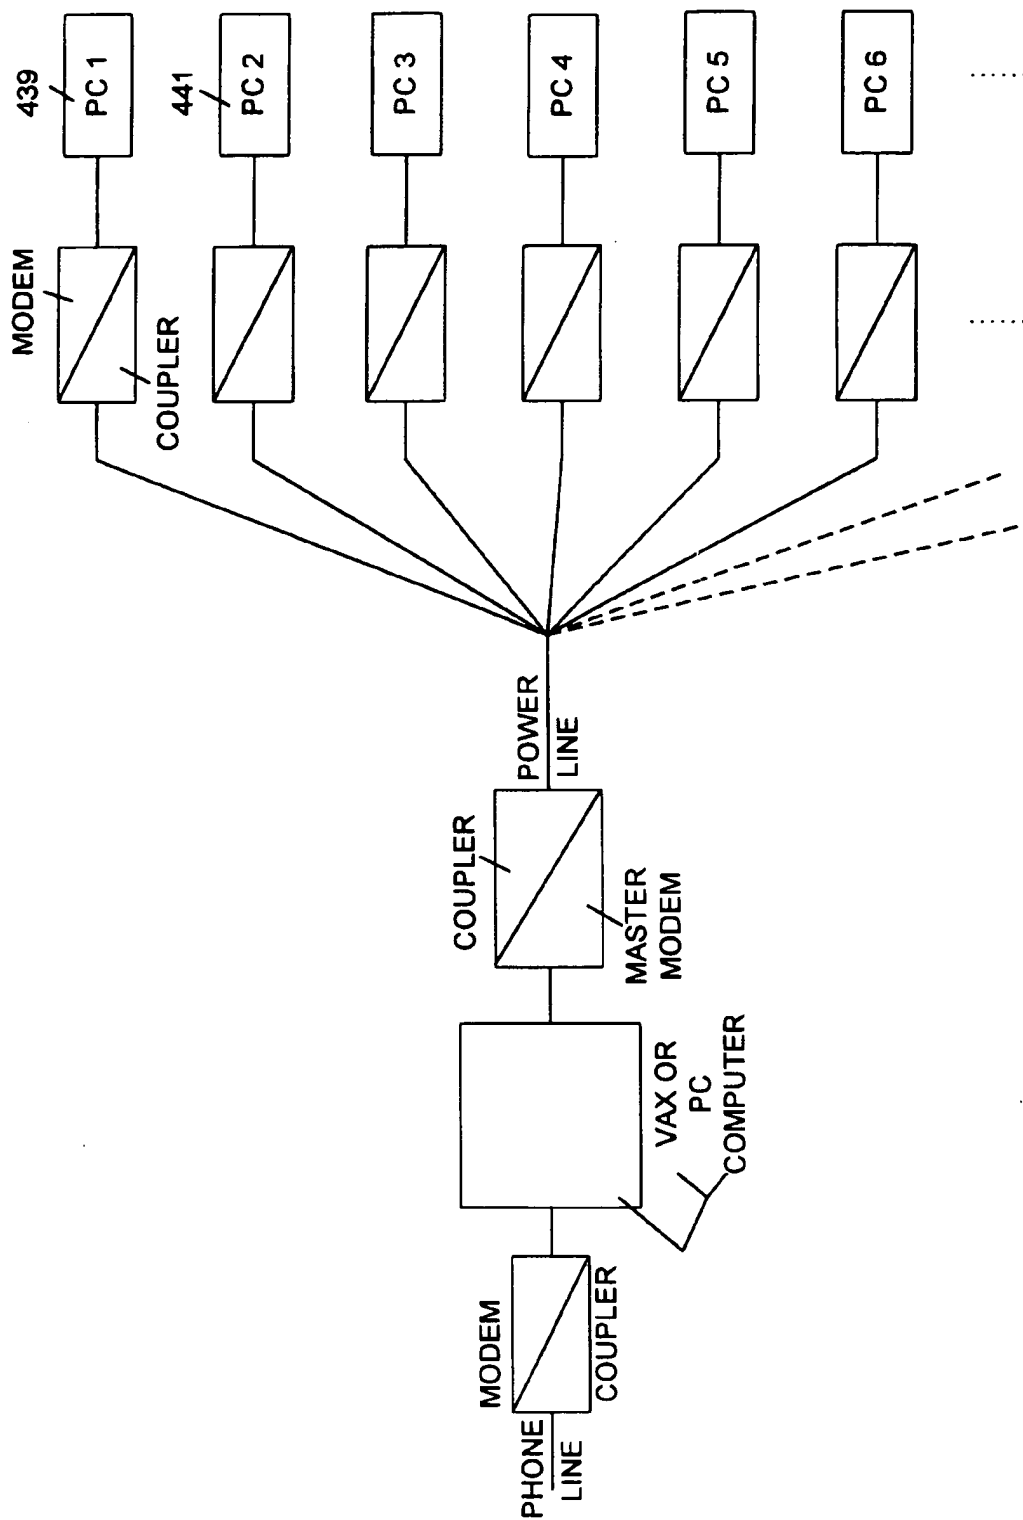 439
PC 1
441
PC 2
PC 3
PC 4
PC 5
PC 6
MODEM
COUPLER
POWER
LINE
COUPLER
MASTER
MODEM
VAX OR
PC
COMPUTER
MODEM
COUPLER
PHONE
LINE